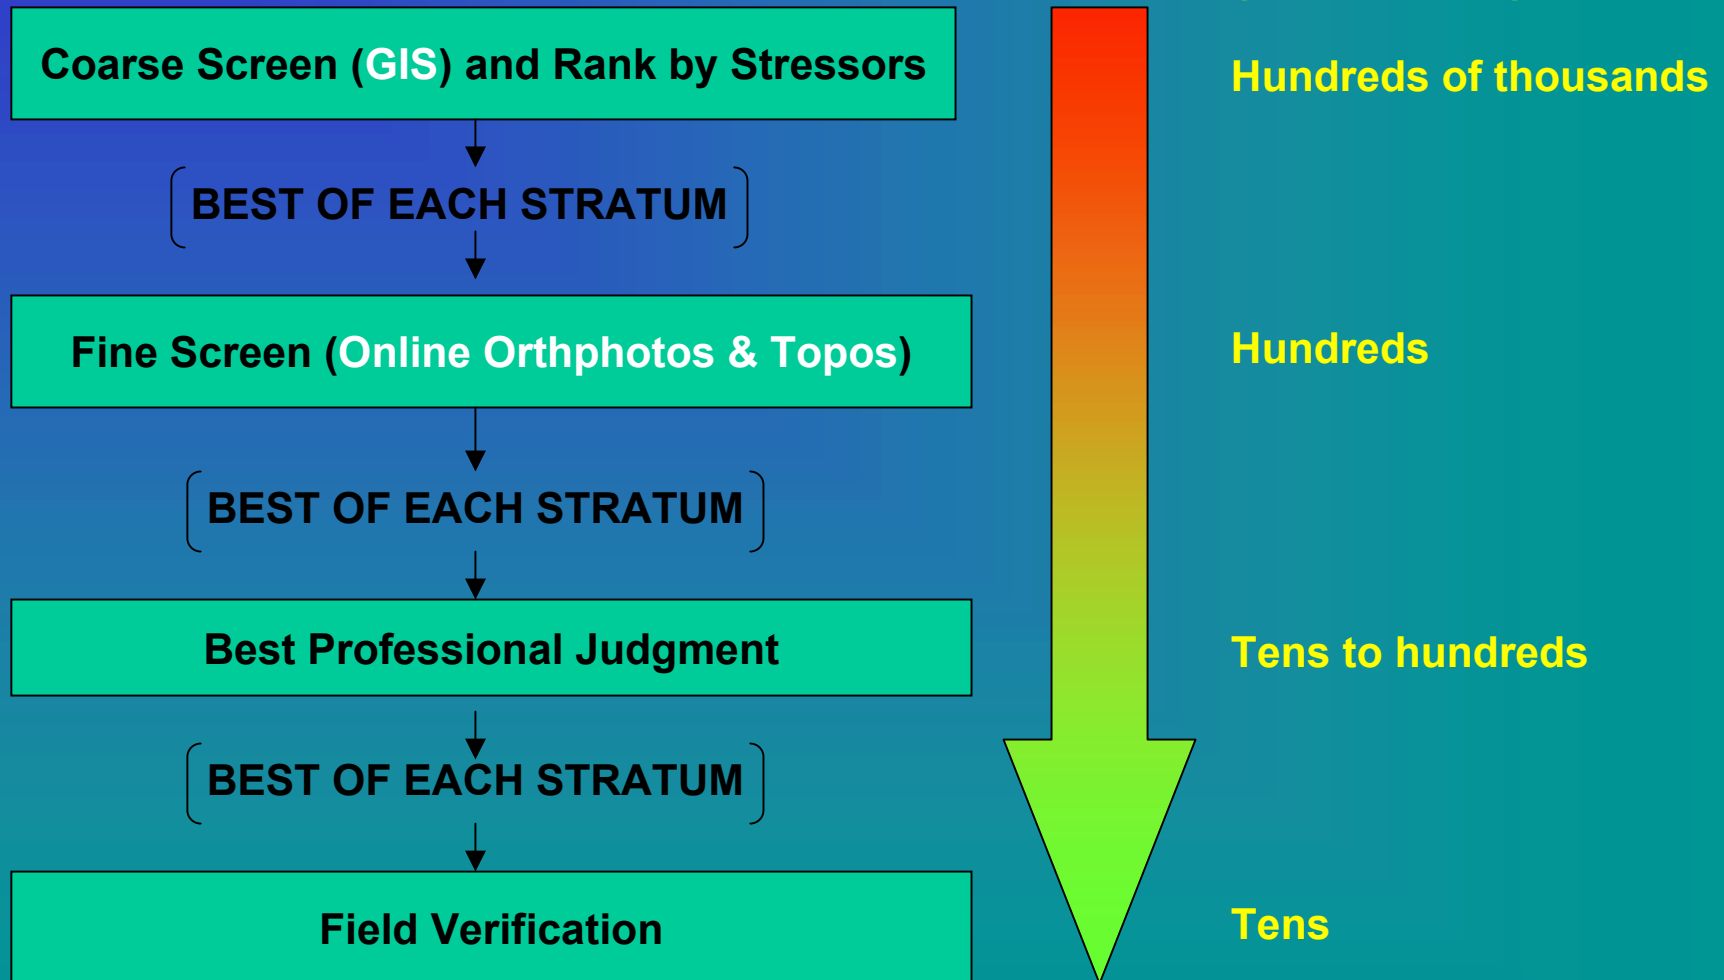 Coarse Screen (GIS) and Rank by Stressors
Hundreds of thousands
BEST OF EACH STRATUM
Fine Screen (Online Orthphotos & Topos)
Hundreds
BEST OF EACH STRATUM
Best Professional Judgment
Tens to hundreds
BEST OF EACH STRATUM
Field Verification
Tens